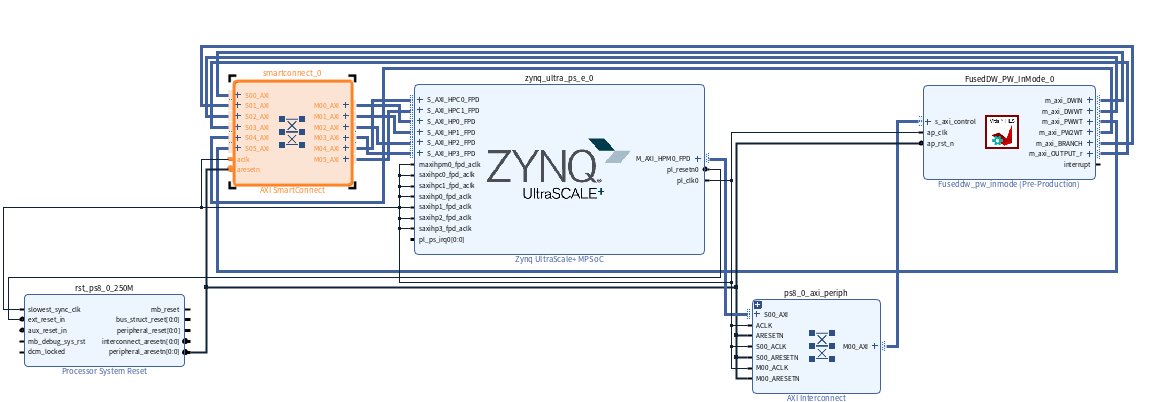 smartconnect_0
S00_AXI
S01_AXI
S02_AXI
S03_AXI
S04_AXI
S05_AXI
aclk
aresetn
M00_AXI
M01_AXI
M02_AXI
M03_AXI
M04_AXI
M05_AXI
AXI SmartConnect
zynq_ultra_ps_e_0
S_AXI_HPC0_FPD
S_AXI_HPC1_FPD
S_AXI_HP0_FPD
S_AXI_HP1_FPD
S_AXI_HP2_FPD
S_AXI_HP3_FPD
maxihpm0_fpd_aclk
saxihpc0_fpd_aclk
saxihpc1_fpd_aclk
saxihp0_fpd_aclk
saxihp1_fpd_aclk
saxihp2_fpd_aclk
saxihp3_fpd_aclk
pl_ps_irq0[0:0]
ZYNQ
UltraSCALE+
M_AXI_HPM0_FPD
pl_resetn0
pl_clk0
Zynq UltraScale+ MPSoC
FusedDW_PW_InMode_0
s_axi_control
ap_clk
ap_rst_n
m_axi_DWIN
m_axi_DWWT
m_axi_PWWT
m_axi_PW2WT
m_axi_BRANCH
m_axi_OUTPUT_r
interrupt
Fuseddw_pw_inmode (Pre-Production)
rst_ps8_0_250M
slowest_sync_clk
ext_reset_in
aux_reset_in
mb_debug_sys_rst
dcm_locked
mb_reset
bus_struct_reset[0:0]
peripheral_reset[0:0]
interconnect_aresetn[0:0]
peripheral_aresetn[0:0]
Processor System Reset
ps8_0_axi_periph
S00_AXI
ACLK
ARESETN
S00_ACLK
S00_ARESETN
M00_ACLK
M00_ARESETN
M00_AXI
AXI Interconnect